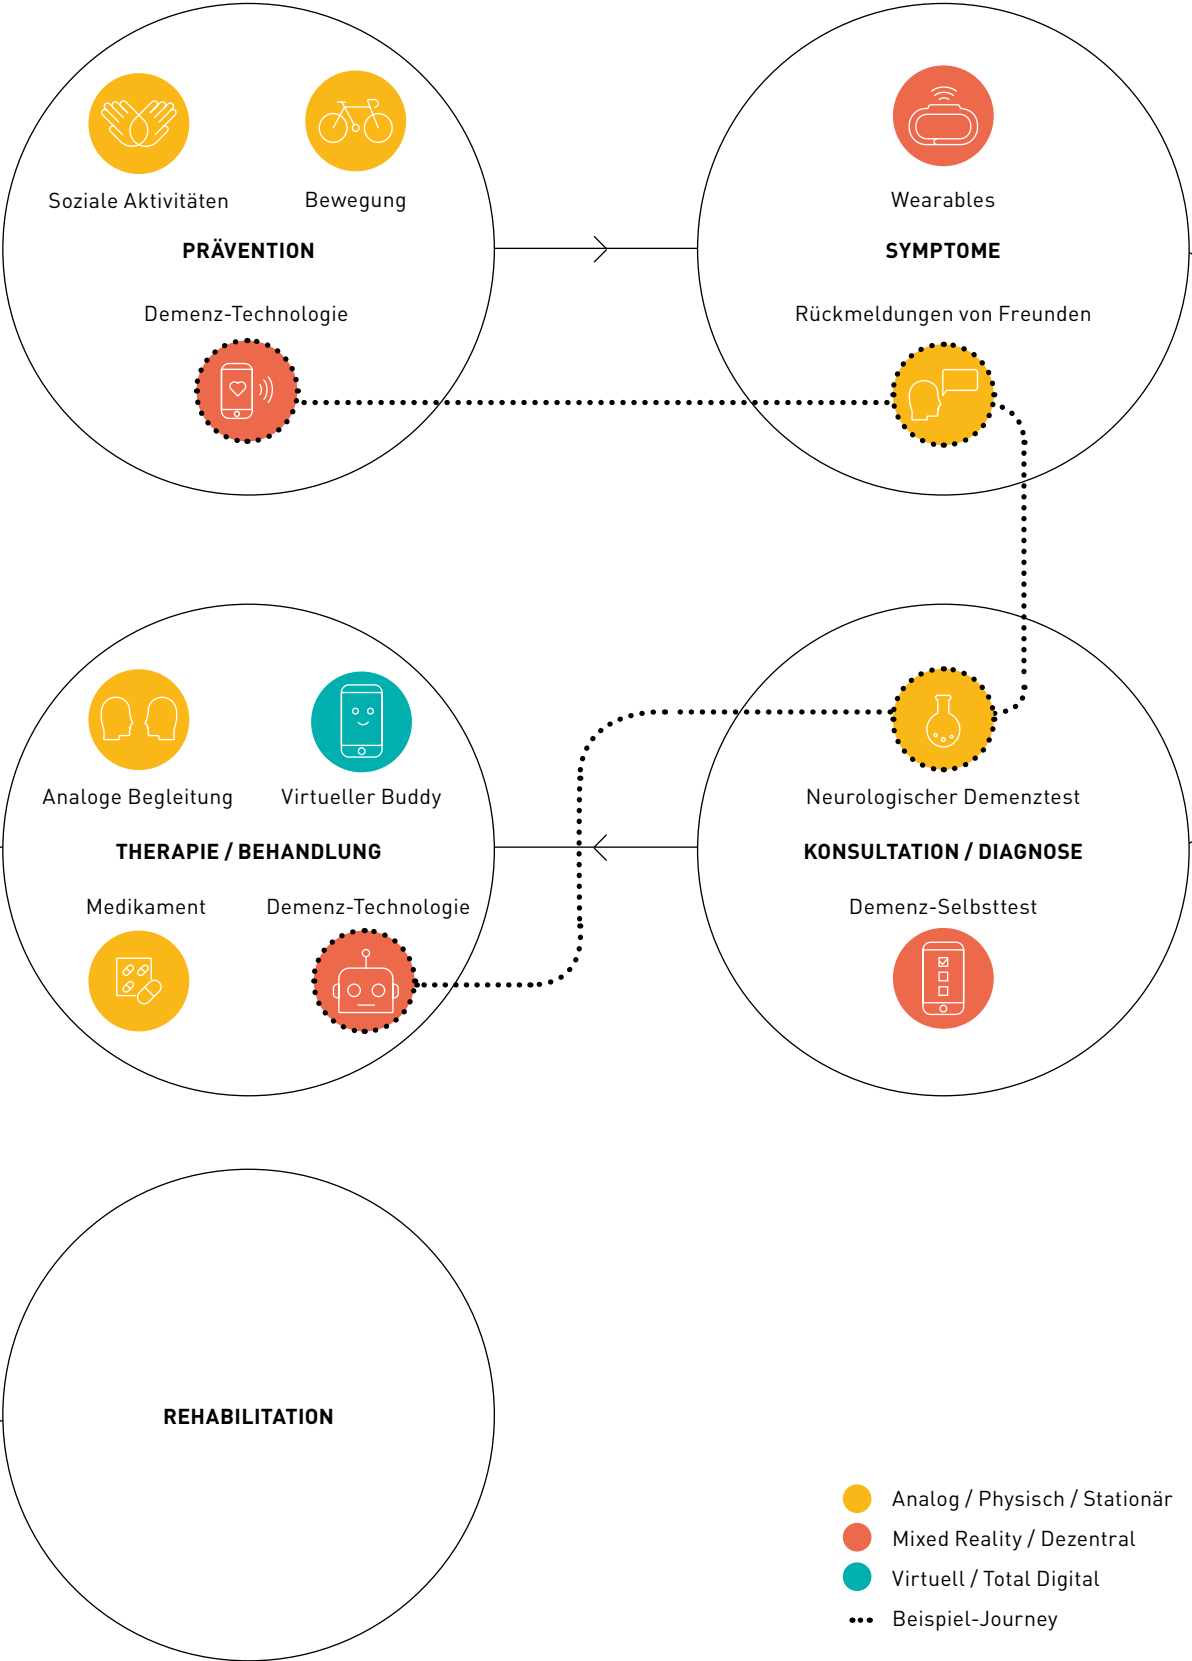 Soziale Aktivitäten
Bewegung
PRÄVENTION
Demenz-Technologie
Wearables
SYMPTOME
Rückmeldungen von Freunden
Analoge Begleitung
Virtueller Buddy
THERAPIE / BEHANDLUNG
Medikament
Demenz-Technologie
Neurologischer Demenztest
KONSULTATION / DIAGNOSE
Demenz-Selbsttest
REHABILITATION
Analog / Physisch / Stationär
Mixed Reality / Dezentral
Virtuell / Total Digital
Beispiel-Journey